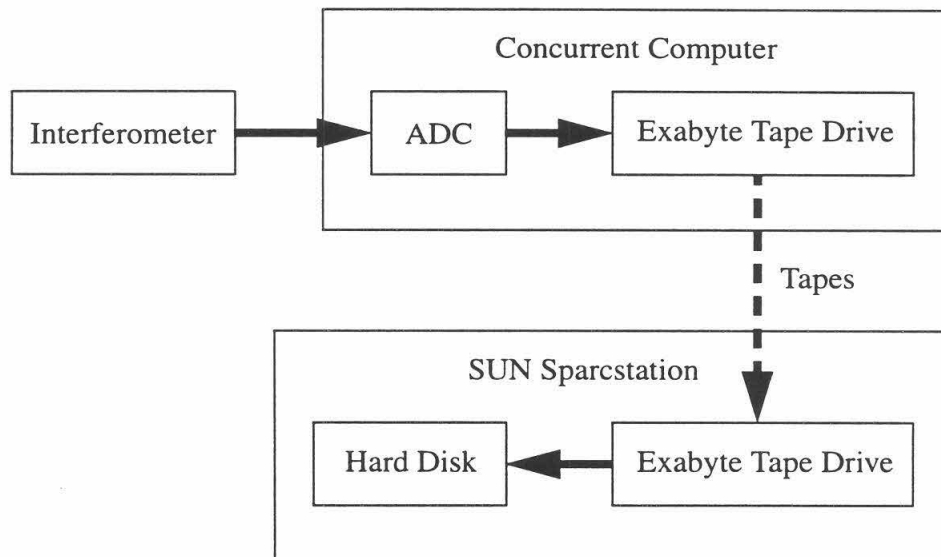 Concurrent Computer
Interferometer
ADC
Exabyte Tape Drive
Tapes
SUN Sparcstation
Hard Disk
Exabyte Tape Drive